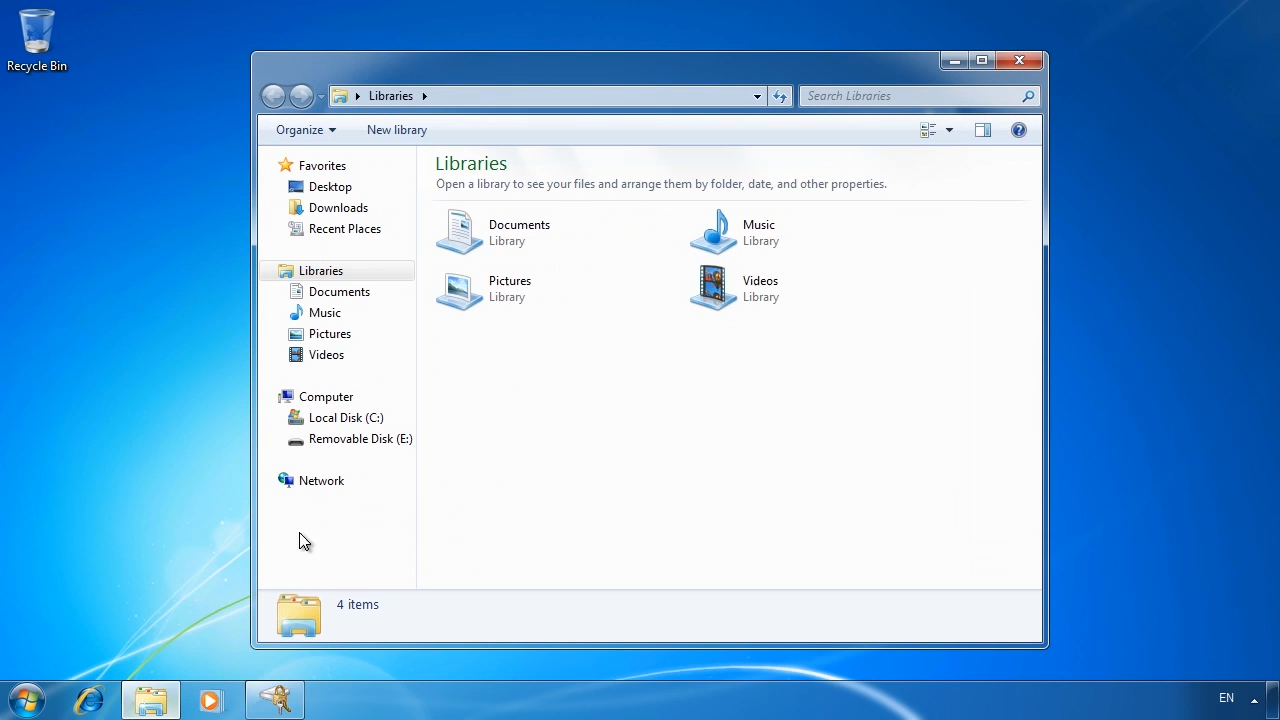 Recycle Bin
Libraries
Search Libraries
Organize
New library
Favorites
Desktop
Downloads
Recent Places
Libraries
Documents
Music
Pictures
Videos
Computer
Local Disk (C:)
Removable Disk (E:)
Network
Libraries
Open a library to see your files and arrange them by folder, date, and other properties.
Documents
Library
Music
Library
Pictures
Library
Videos
Library
4 items
EN